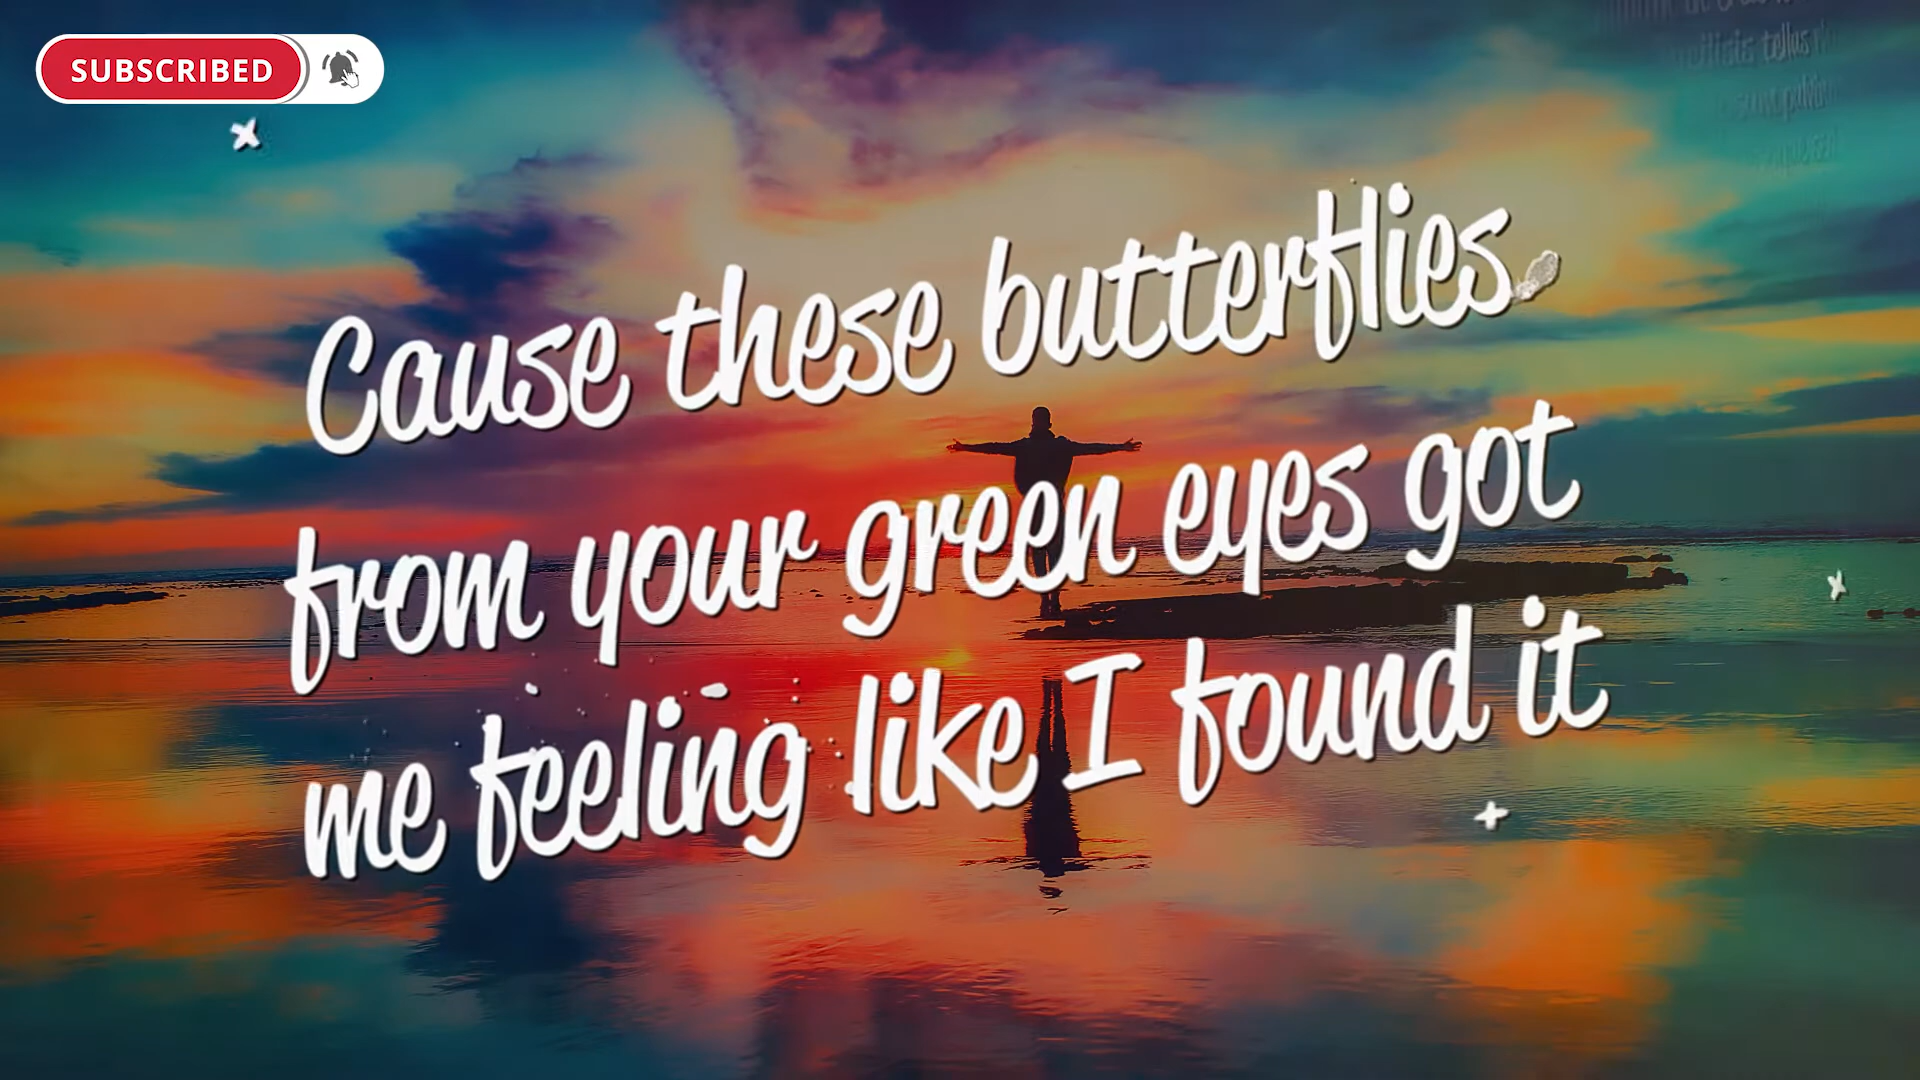 SUBSCRIBED
Cause these butterflies
from your green eyes got
me feeling like I found it